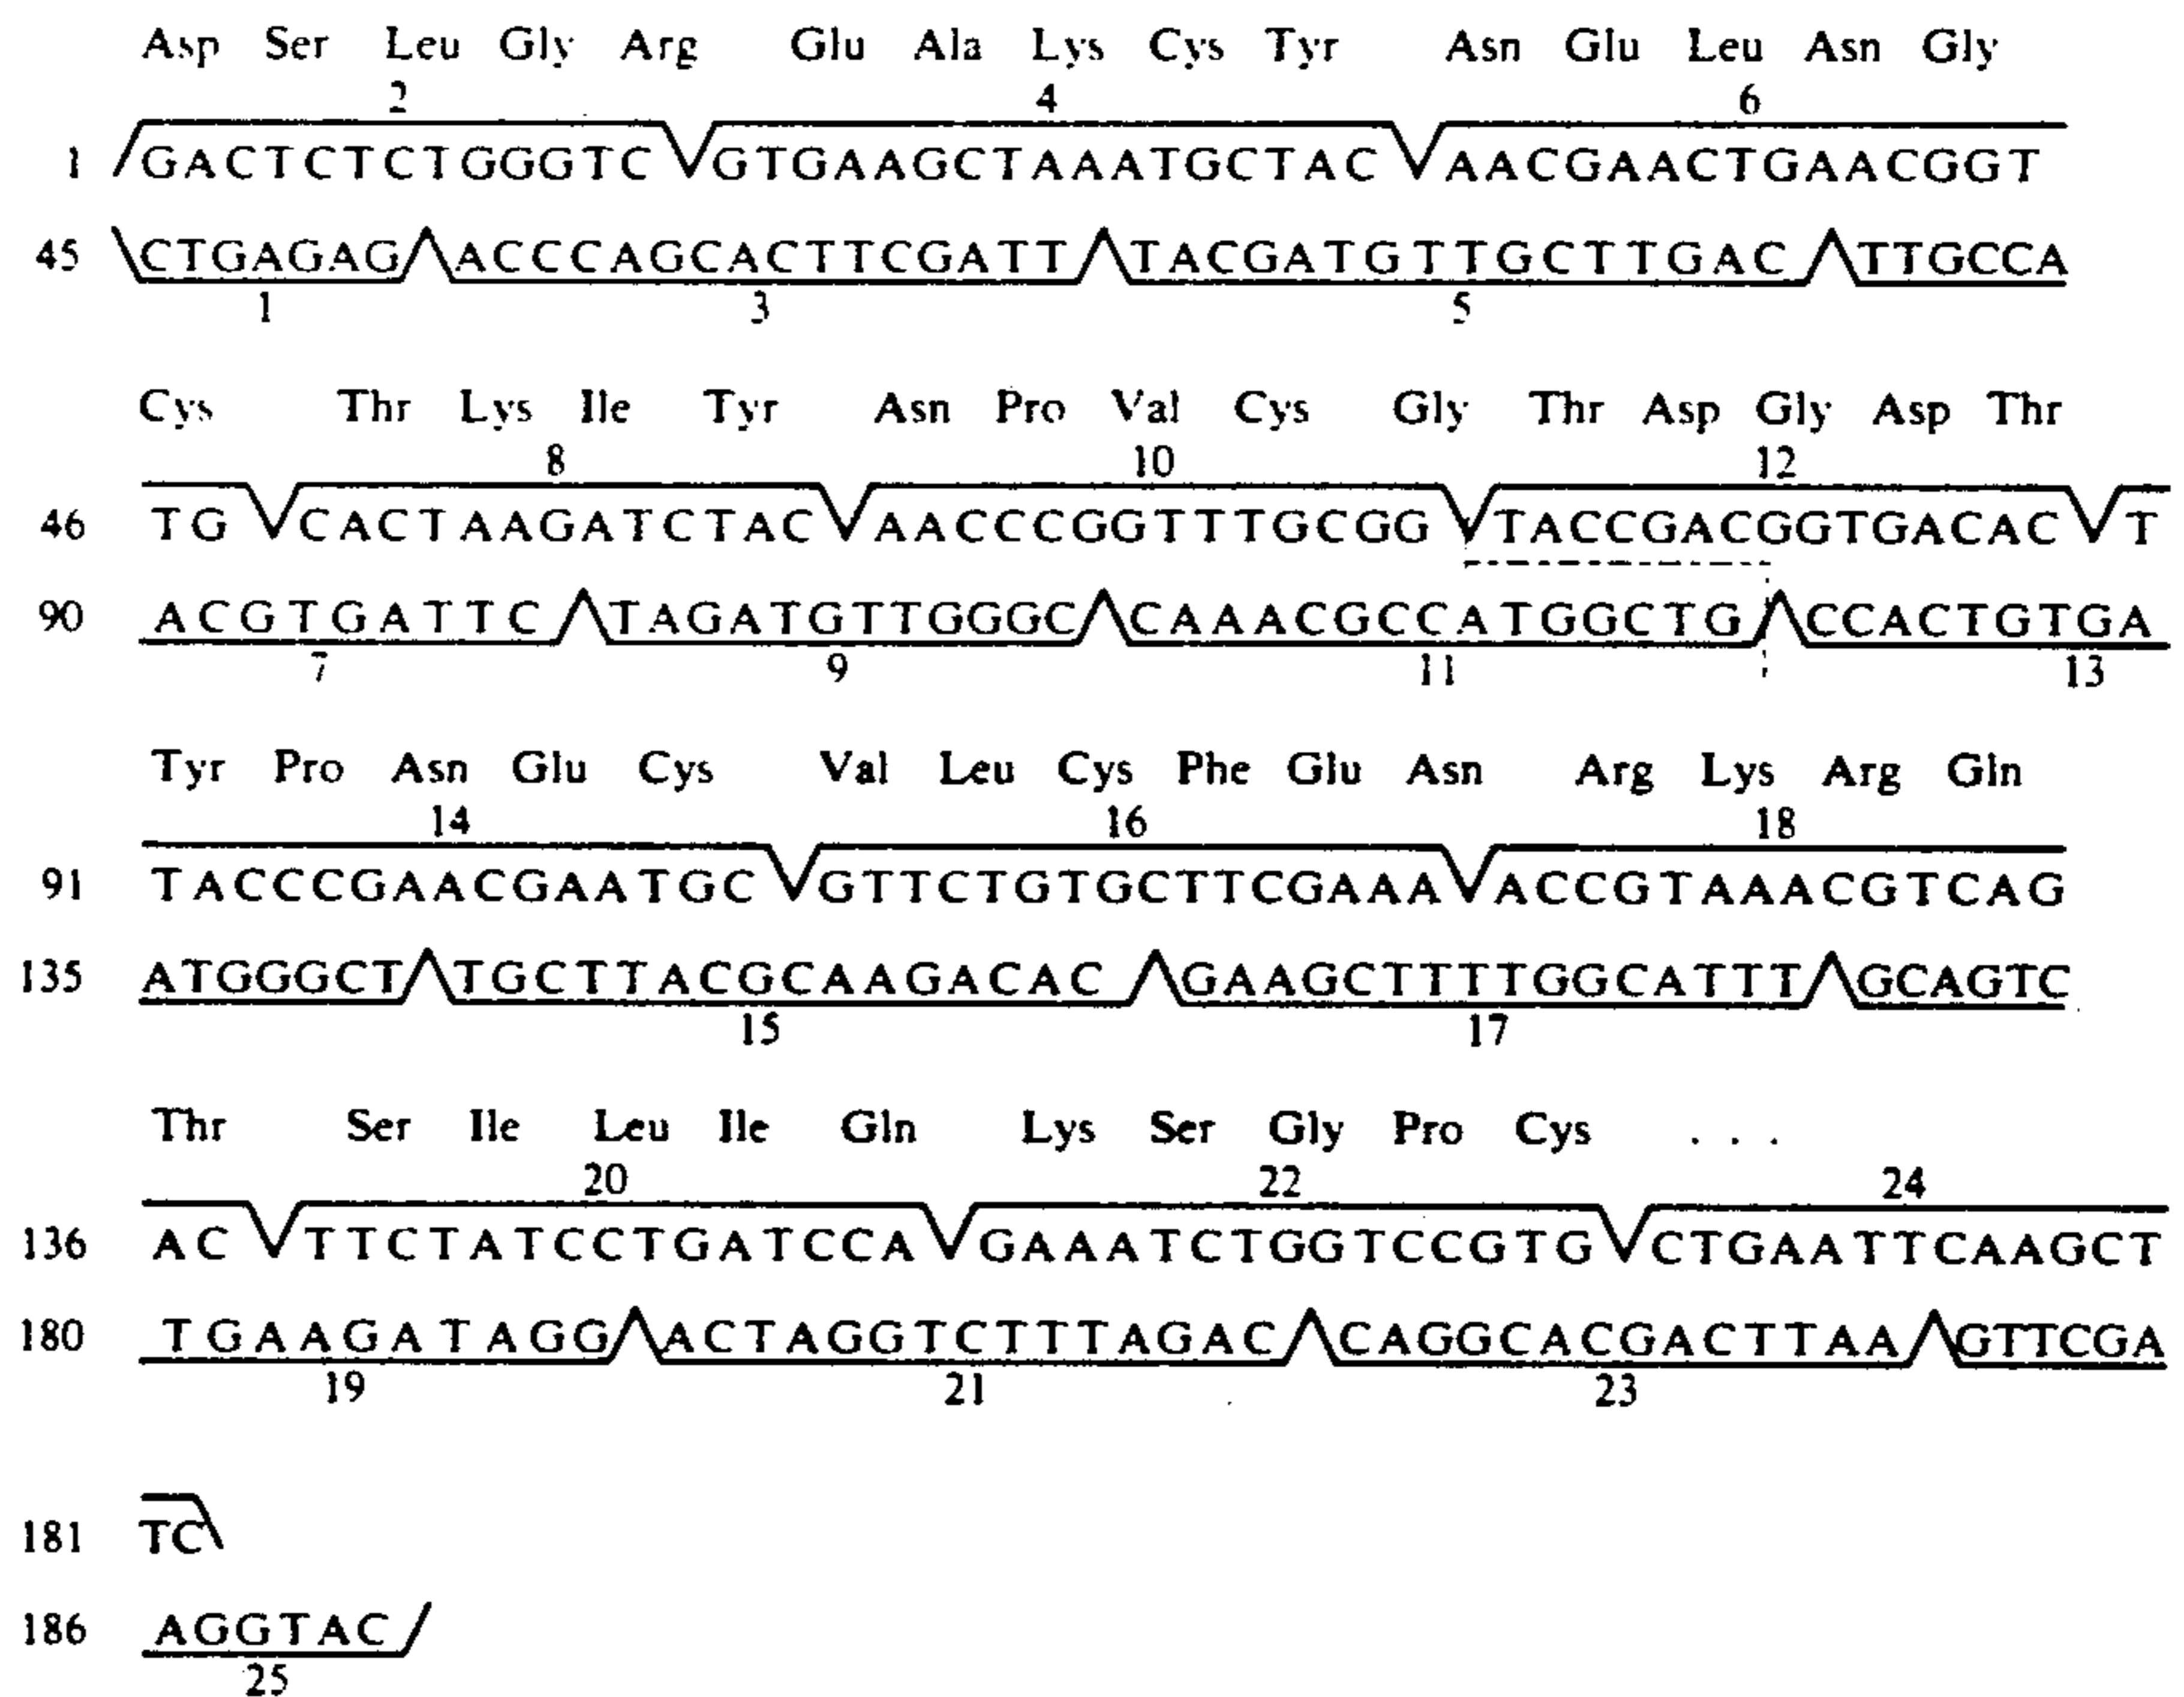 Asp Ser Leu Gly Arg Glu Ala Lys Cys Tyr Asn Glu Leu Asn Gly
2 4 6
1 GACTCTCTGGGTC GTGAAGCTAAATGCTAC AACGAACTGAACGGT
45 CTGAGAG ACCCAGCACTTCGATT TACGATGTTGCTTGAC TTGCCA
1 3 5
Cys Thr Lys Ile Tyr Asn Pro Val Cys Gly Thr Asp Gly Asp Thr
8 10 12
46 TG CACTAAGATCTAC AACCCGGTTTGCGG TACCGACGGTGACAC T
90 ACGTGATTC TAGATGTTGGGC CAAACGCCATGGCTG CCACTGTGA
7 9 11 13
Tyr Pro Asn Glu Cys Val Leu Cys Phe Glu Asn Arg Lys Arg Gln
14 16 18
91 TACCCGAACGAATGC GTTCTGTGCTTCGAAA ACCGTAAACGTCAG
135 ATGGGCT TGCTTACGCAAGACAC GAAGCTTTTGGCATTT GCAGTC
15 17
Thr Ser Ile Leu Ile Gln Lys Ser Gly Pro Cys . . .
20 22 24
136 AC TTCTATCCTGATCCA GAAATCTGGTCCGTG CTGAATTCAAGCT
180 TGAAGATAGG ACTAGGTCTTTAGAC CAGGCACGACTTAA GTTCGA
19 21 23
181 TC
186 AGGTAC
25